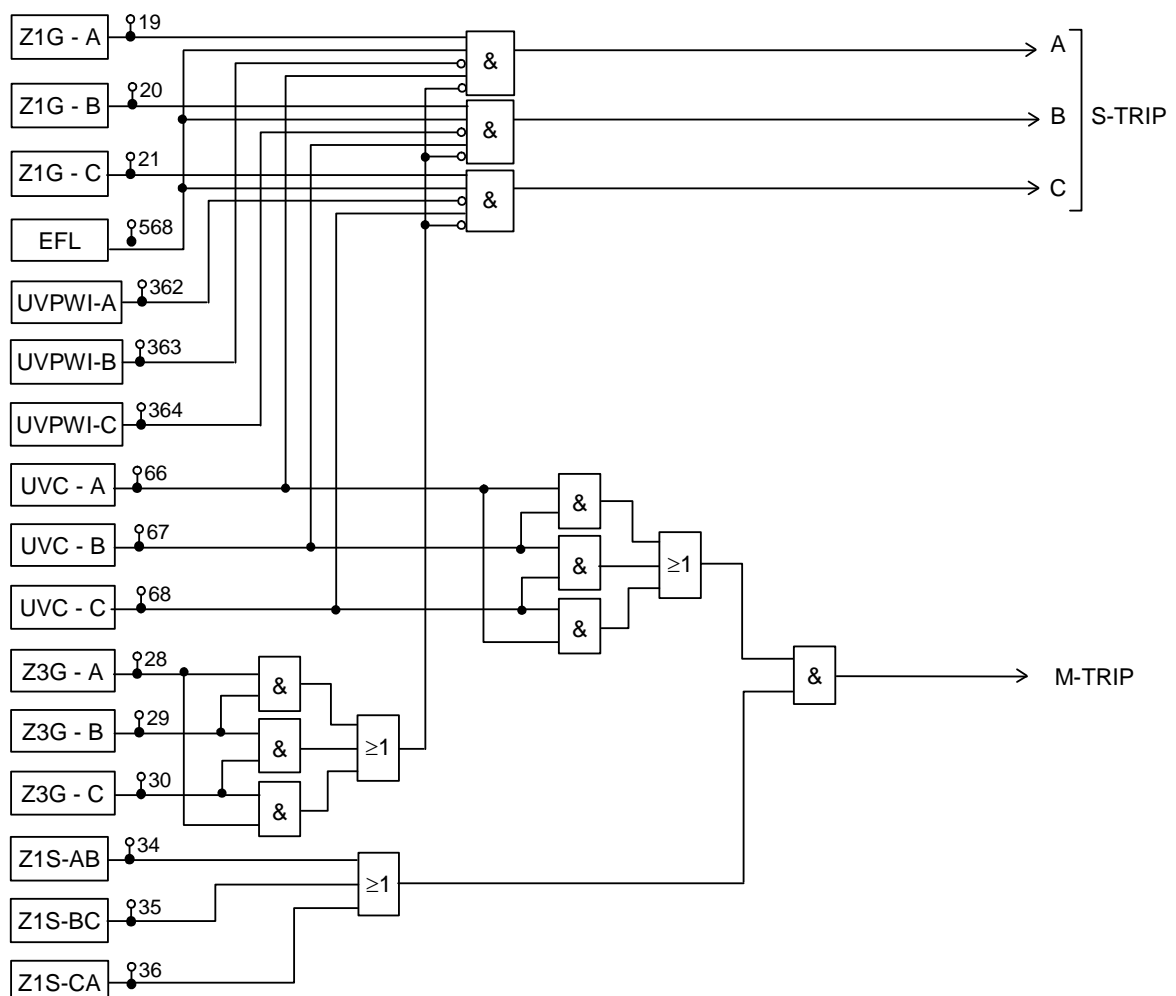 Z1G - A
19
&
A
Z1G - B
20
&
B
S-TRIP
Z1G - C
21
&
C
EFL
568
UVPWI-A
362
UVPWI-B
363
UVPWI-C
364
UVC - A
66
&
UVC - B
67
&
≥1
UVC - C
68
&
Z3G - A
28
&
&
M-TRIP
Z3G - B
29
&
≥1
Z3G - C
30
&
Z1S-AB
34
≥1
Z1S-BC
35
Z1S-CA
36